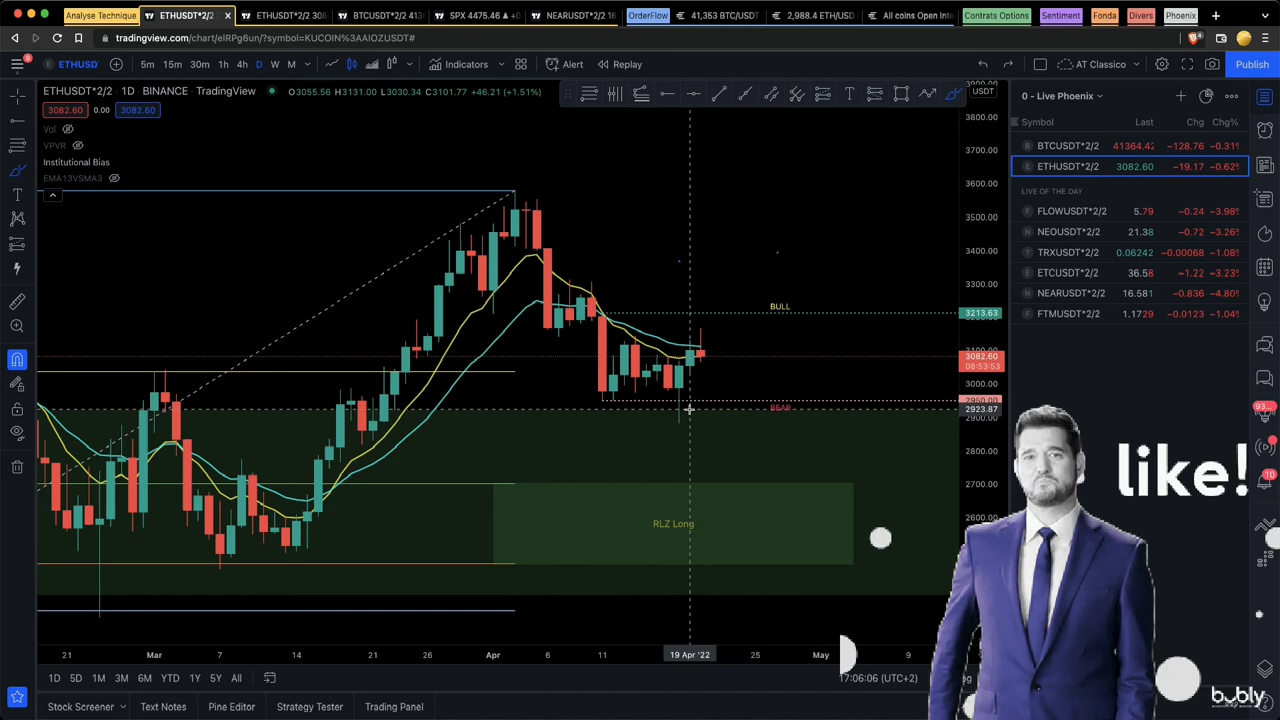 Analyse Technique
ETHUSDT*2/2
ETHUSDT*2/2 308
BTCUSDT*2/2 413
SPX 4475.46 ▲ +0
NEARUSDT*2/2 16
OrderFlow
41,353 BTC/USDT
2,988.4 ETH/USD
All coins Open Inte
Contrats Options
Sentiment
Fonda
Divers
Phoenix
tradingview.com/chart/elRPg6un/?symbol=KUCOIN%3AAIOZUSDT#
ETHUSD
5m 15m 30m 1h 4h D W M
Indicators
Alert
Replay
AT Classico
Publish
ETHUSDT*2/2 · 1D · BINANCE · TradingView
O3055.56 H3131.00 L3030.34 C3101.77 +46.21 (+1.51%)
3082.60 0.00 3082.60
Vol
VPVR
Institutional Bias
EMA13VSMA3
USDT
3800.00
3700.00
3600.00
3500.00
3400.00
3300.00
3213.63
3082.60
08:53:53
3000.00
2923.87
2800.00
2700.00
2600.00
BULL
BEAR
RLZ Long
21 Mar 7 14 21 26 Apr 6 11 19 Apr '22 25 May 9
1D 5D 1M 3M 6M YTD 1Y 5Y All
17:06:06 (UTC+2)
Stock Screener
Text Notes
Pine Editor
Strategy Tester
Trading Panel
0 - Live Phoenix
Symbol Last Chg Chg%
BTCUSDT*2/2 41364.42 −128.76 −0.31%
ETHUSDT*2/2 3082.60 −19.17 −0.62%
LIVE OF THE DAY
FLOWUSDT*2/2 5.79 −0.24 −3.98%
NEOUSDT*2/2 21.38 −0.72 −3.26%
TRXUSDT*2/2 0.06242 −0.00068 −1.08%
ETCUSDT*2/2 36.58 −1.22 −3.23%
NEARUSDT*2/2 16.581 −0.836 −4.80%
FTMUSDT*2/2 1.1729 −0.0123 −1.04%
like!
bubly